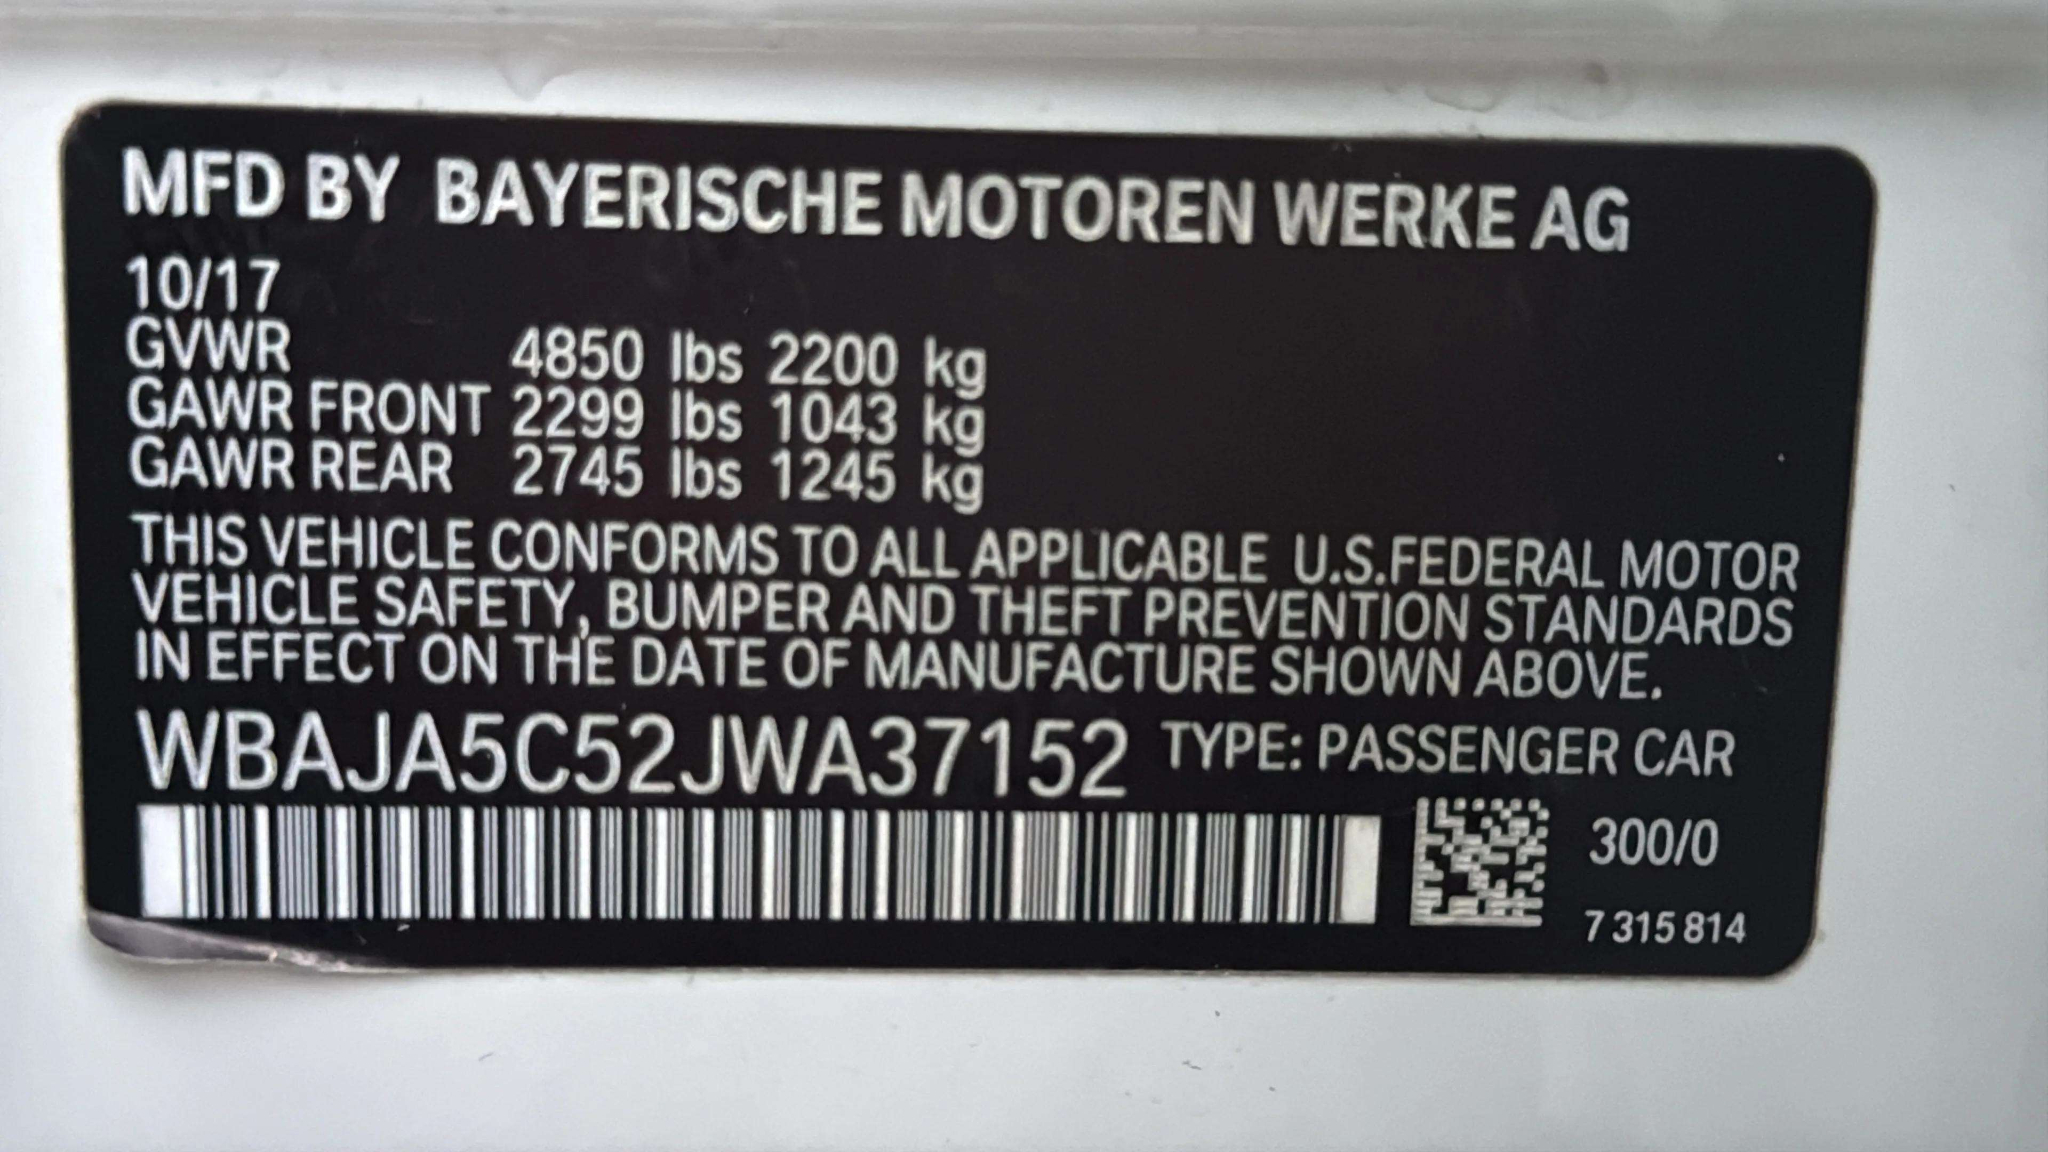 MFD BY BAYERISCHE MOTOREN WERKE AG
10/17
GVWR 4850 lbs 2200 kg
GAWR FRONT 2299 lbs 1043 kg
GAWR REAR 2745 lbs 1245 kg
THIS VEHICLE CONFORMS TO ALL APPLICABLE U.S.FEDERAL MOTOR
VEHICLE SAFETY, BUMPER AND THEFT PREVENTION STANDARDS
IN EFFECT ON THE DATE OF MANUFACTURE SHOWN ABOVE.
WBAJA5C52JWA37152 TYPE: PASSENGER CAR
300/0
7 315 814